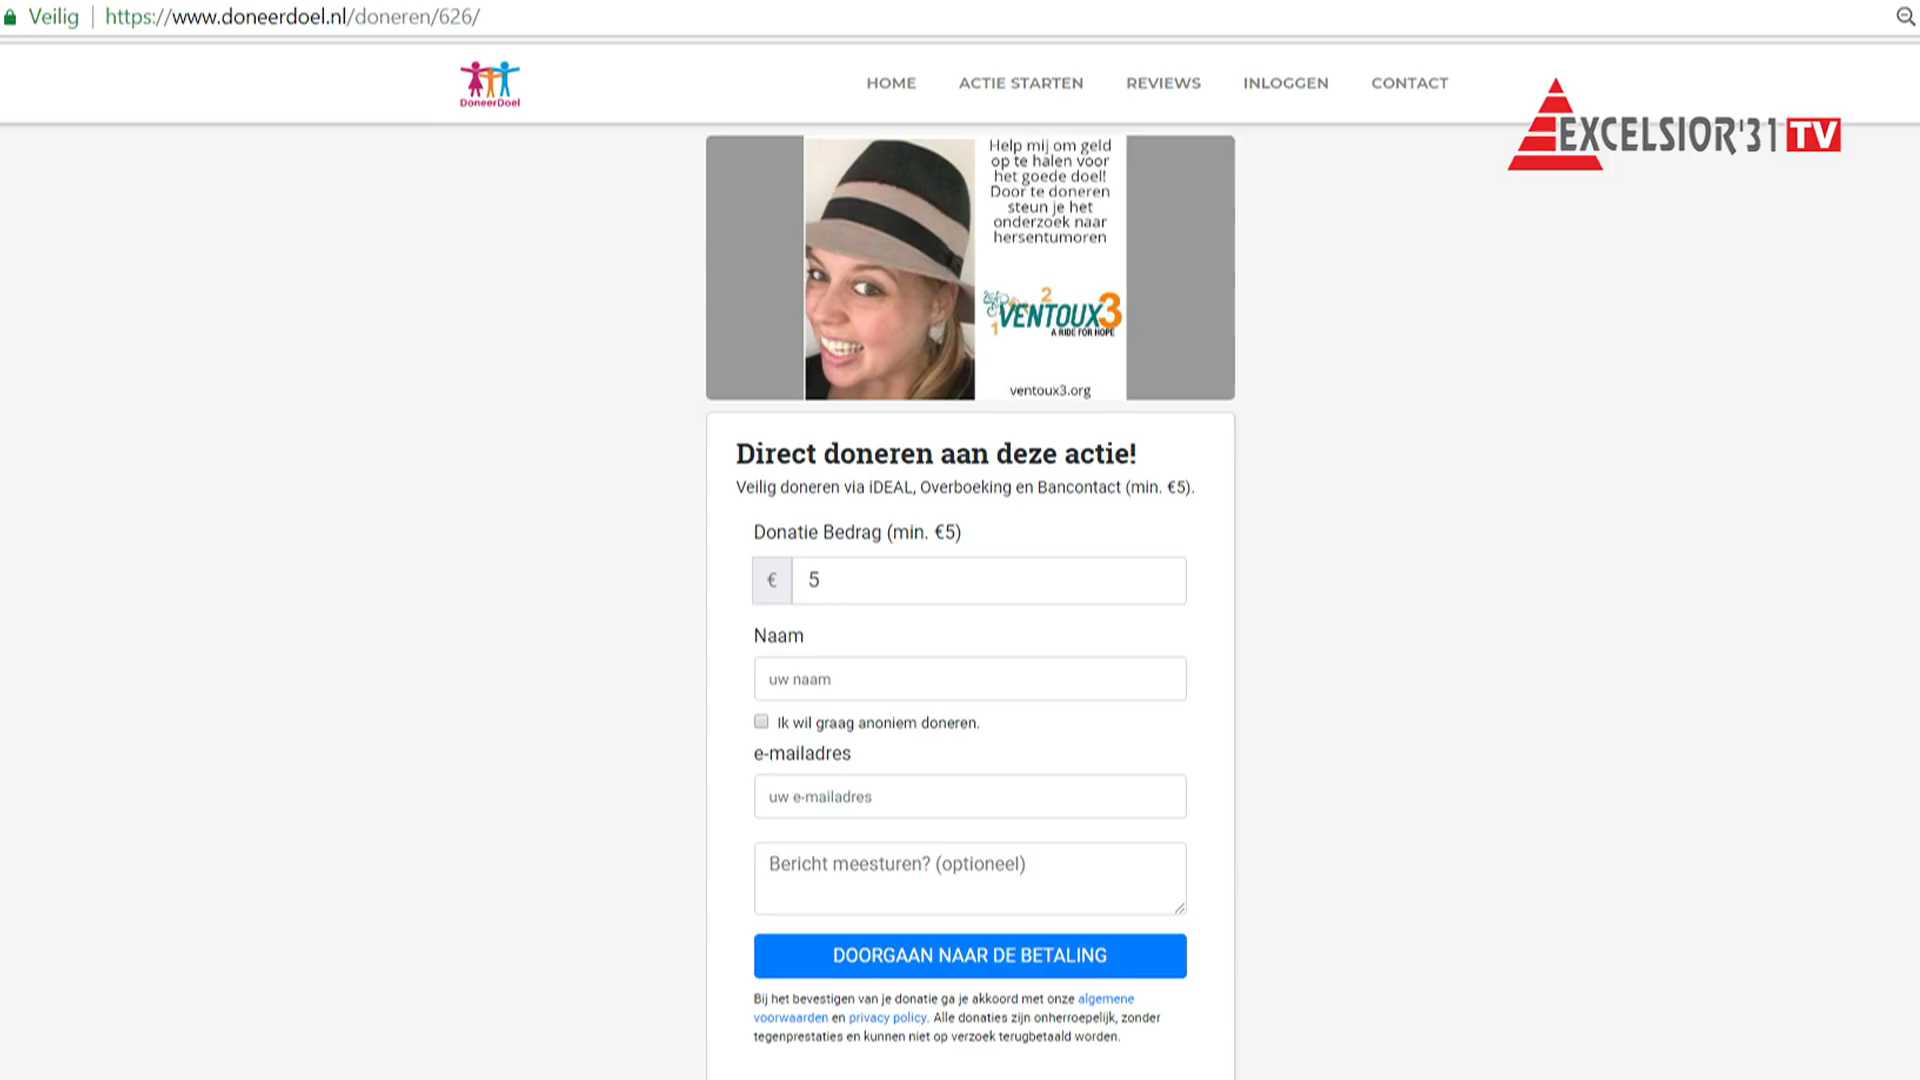 Veilig
https://www.doneerdoel.nl/doneren/626/
DoneerDoel
HOME
ACTIE STARTEN
REVIEWS
INLOGGEN
CONTACT
EXCELSIOR'31 TV
Help mij om geld
op te halen voor
het goede doel!
Door te doneren
steun je het
onderzoek naar
hersentumoren
1 2
VENTOUX3
A RIDE FOR HOPE
ventoux3.org
Direct doneren aan deze actie!
Veilig doneren via iDEAL, Overboeking en Bancontact (min. €5).
Donatie Bedrag (min. €5)
€ 5
Naam
uw naam
Ik wil graag anoniem doneren.
e-mailadres
uw e-mailadres
Bericht meesturen? (optioneel)
DOORGAAN NAAR DE BETALING
Bij het bevestigen van je donatie ga je akkoord met onze algemene
voorwaarden en privacy policy. Alle donaties zijn onherroepelijk, zonder
tegenprestaties en kunnen niet op verzoek terugbetaald worden.